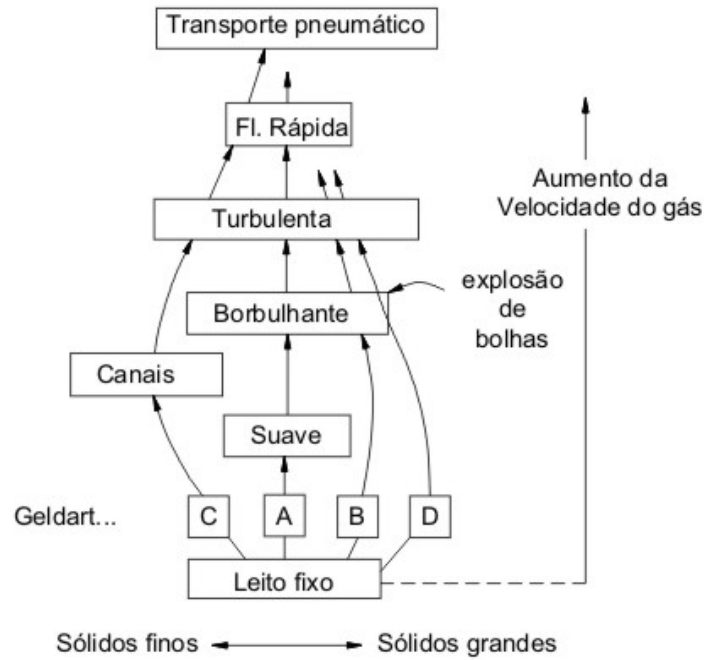 Transporte pneumático
Fl. Rápida
Aumento da
Velocidade do gás
Turbulenta
explosão
de
bolhas
Borbulhante
Canais
Suave
Geldart...
C
A
B
D
Leito fixo
Sólidos finos
Sólidos grandes